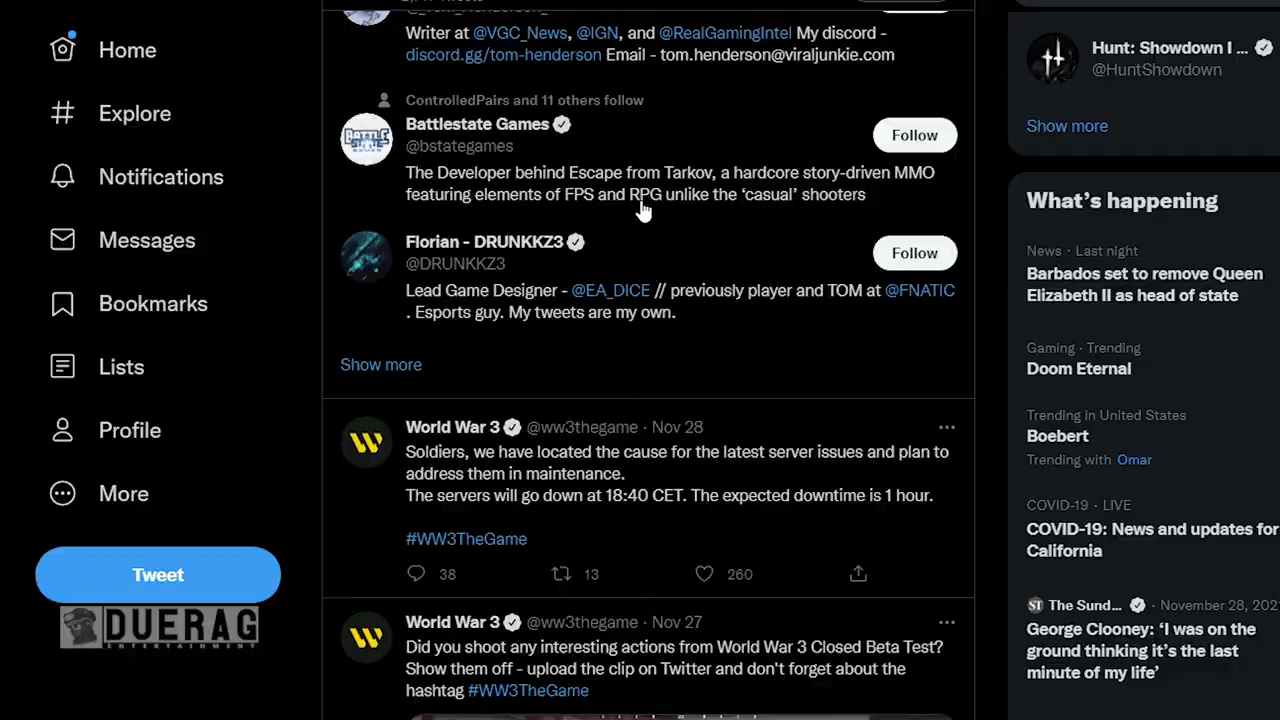 Home
Explore
Notifications
Messages
Bookmarks
Lists
Profile
More
Tweet
DUERAG
ENTERTAINMENT
Writer at @VGC_News, @IGN, and @RealGamingIntel My discord -
discord.gg/tom-henderson Email - tom.henderson@viraljunkie.com
ControlledPairs and 11 others follow
Battlestate Games
@bstategames
Follow
The Developer behind Escape from Tarkov, a hardcore story-driven MMO
featuring elements of FPS and RPG unlike the ‘casual’ shooters
Florian - DRUNKKZ3
@DRUNKKZ3
Follow
Lead Game Designer - @EA_DICE // previously player and TOM at @FNATIC
. Esports guy. My tweets are my own.
Show more
World War 3 @ww3thegame · Nov 28
Soldiers, we have located the cause for the latest server issues and plan to
address them in maintenance.
The servers will go down at 18:40 CET. The expected downtime is 1 hour.
#WW3TheGame
38 13 260
World War 3 @ww3thegame · Nov 27
Did you shoot any interesting actions from World War 3 Closed Beta Test?
Show them off - upload the clip on Twitter and don't forget about the
hashtag #WW3TheGame
Hunt: Showdown I ...
@HuntShowdown
Show more
What’s happening
News · Last night
Barbados set to remove Queen
Elizabeth II as head of state
Gaming · Trending
Doom Eternal
Trending in United States
Boebert
Trending with Omar
COVID-19 · LIVE
COVID-19: News and updates for
California
The Sund... · November 28, 202
George Clooney: ‘I was on the
ground thinking it’s the last
minute of my life’